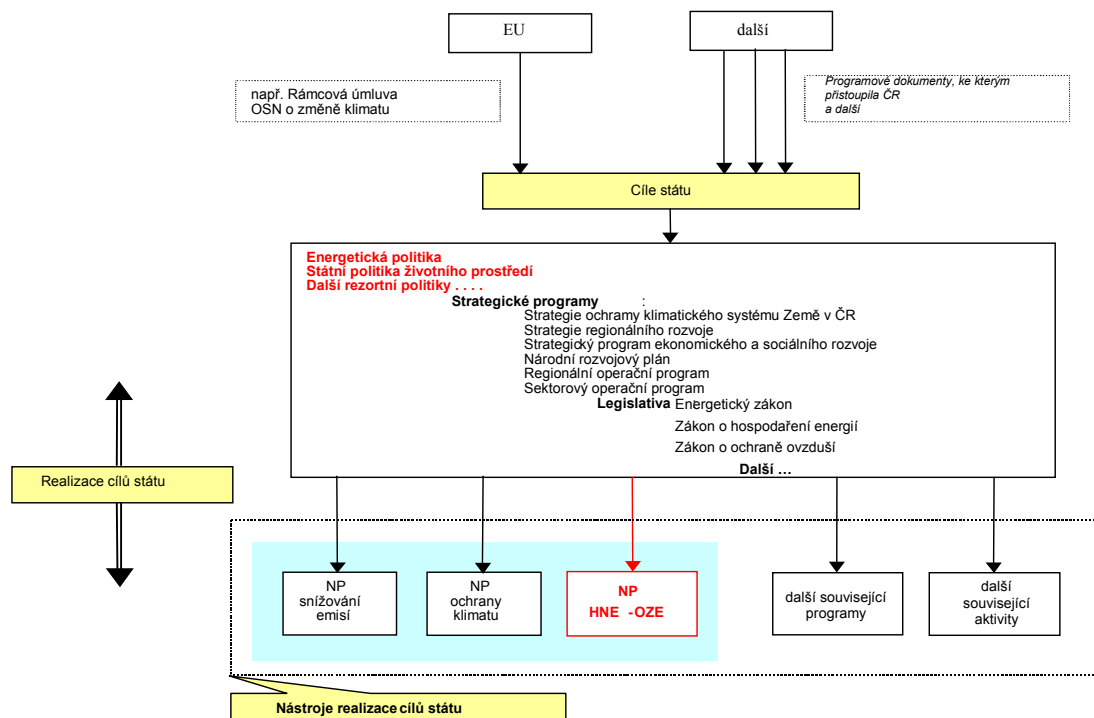 EU
další
např. Rámcová úmluva
OSN o změně klimatu
Programové dokumenty, ke kterým
přistoupila ČR
a další
Cíle státu
Energetická politika
Státní politika životního prostředí
Další rezortní politiky . . . .
Strategické programy :
Strategie ochramy klimatického systému Země v ČR
Strategie regionálního rozvoje
Strategický program ekonomického a sociálního rozvoje
Národní rozvojový plán
Regionální operační program
Sektorový operační program
Legislativa Energetický zákon
Zákon o hospodaření energií
Zákon o ochraně ovzduší
Další ...
Realizace cílů státu
NP
snížování
emisí
NP
ochrany
klimatu
NP
HNE -OZE
další související
programy
další
související
aktivity
Nástroje realizace cílů státu